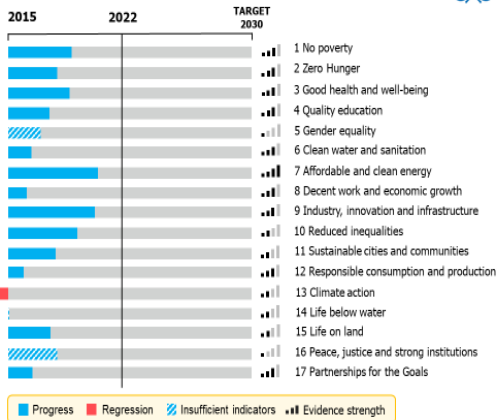 2015 2022 TARGET
2030
1 No poverty
2 Zero Hunger
3 Good health and well-being
4 Quality education
5 Gender equality
6 Clean water and sanitation
7 Affordable and clean energy
8 Decent work and economic growth
9 Industry, innovation and infrastructure
10 Reduced inequalities
11 Sustainable cities and communities
12 Responsible consumption and production
13 Climate action
14 Life below water
15 Life on land
16 Peace, justice and strong institutions
17 Partnerships for the Goals
Progress Regression Insufficient indicators Evidence strength